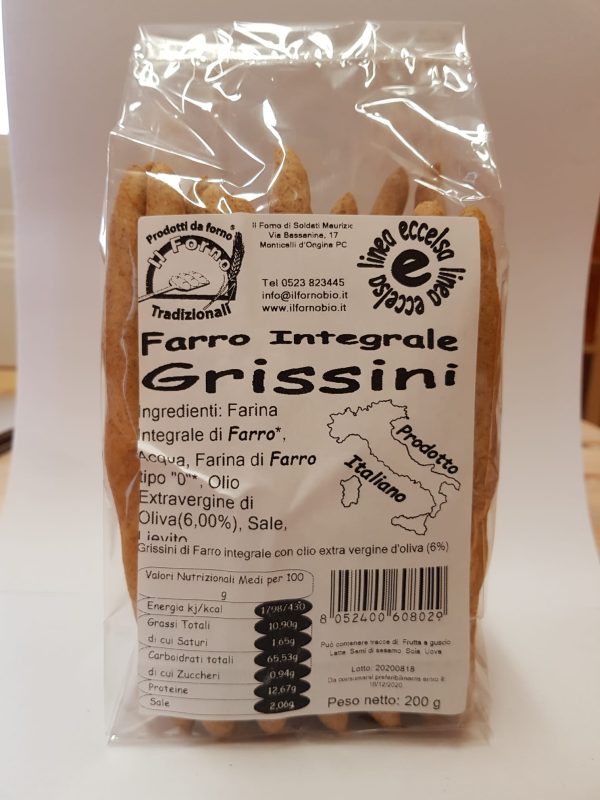 Prodotti da forno
Il Forno
Tradizionali
Il Forno di Soldati Maurizio
Via Bassanine, 17
Monticelli d'Ongina PC
Tel 0523 823445
info@ilfornobio.it
www.ilfornobio.it
linea eccelsa linea eccelsa
e
Farro Integrale
Grissini
Ingredienti: Farina
Integrale di Farro*,
Acqua, Farina di Farro
tipo "0"*, Olio
Extravergine di
Oliva(6,00%), Sale,
Lievito
Prodotto
Italiano
Grissini di Farro integrale con olio extra vergine d'oliva (6%)
Valori Nutrizionali Medi per 100
g
Energia kj/kcal 1798/430
Grassi Totali 10,90g
di cui Saturi 1,65g
Carboidrati totali 65,53g
di cui Zuccheri 0,94g
Proteine 12,67g
Sale 2,06g
8 052400 608029
Può contenere tracce di: Frutta a guscio
Latte, Semi di sesamo, Soia, Uova
Lotto: 20200818
Da consumarsi preferibilmente entro il:
18/12/2020
Peso netto: 200 g